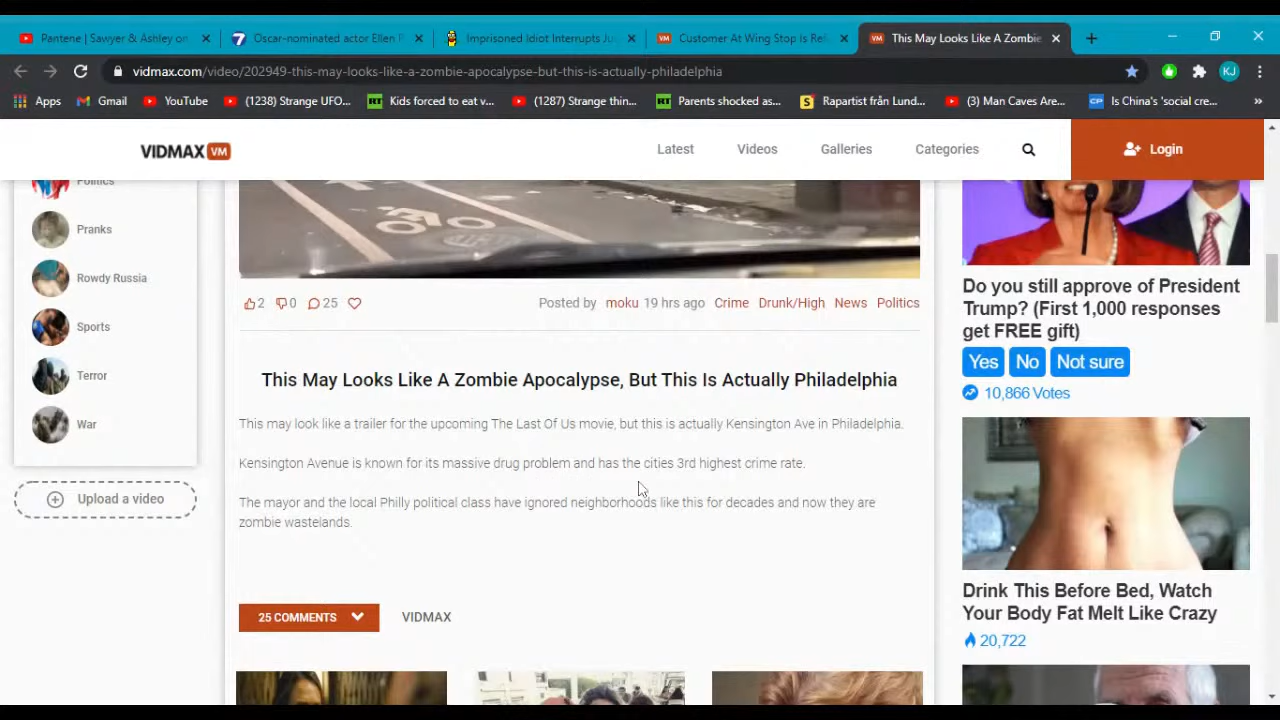 Pantene | Sawyer & Ashley on
Oscar-nominated actor Ellen P
Imprisoned Idiot Interrupts Ju
Customer At Wing Stop Is Rel
This May Looks Like A Zombie
vidmax.com/video/202949-this-may-looks-like-a-zombie-apocalypse-but-this-is-actually-philadelphia
KJ
Apps
Gmail
YouTube
(1238) Strange UFO...
RT Kids forced to eat v...
(1287) Strange thin...
RT Parents shocked as...
S Rapartist från Lund...
(3) Man Caves Are...
CP Is China's 'social cre...
»
VIDMAX VM
Latest
Videos
Galleries
Categories
Login
Politics
Pranks
Rowdy Russia
Sports
Terror
War
Upload a video
2 0 25
Posted by moku 19 hrs ago Crime Drunk/High News Politics
This May Looks Like A Zombie Apocalypse, But This Is Actually Philadelphia
This may look like a trailer for the upcoming The Last Of Us movie, but this is actually Kensington Ave in Philadelphia.
Kensington Avenue is known for its massive drug problem and has the cities 3rd highest crime rate.
The mayor and the local Philly political class have ignored neighborhoods like this for decades and now they are
zombie wastelands.
25 COMMENTS
VIDMAX
Do you still approve of President
Trump? (First 1,000 responses
get FREE gift)
Yes No Not sure
10,866 Votes
Drink This Before Bed, Watch
Your Body Fat Melt Like Crazy
20,722